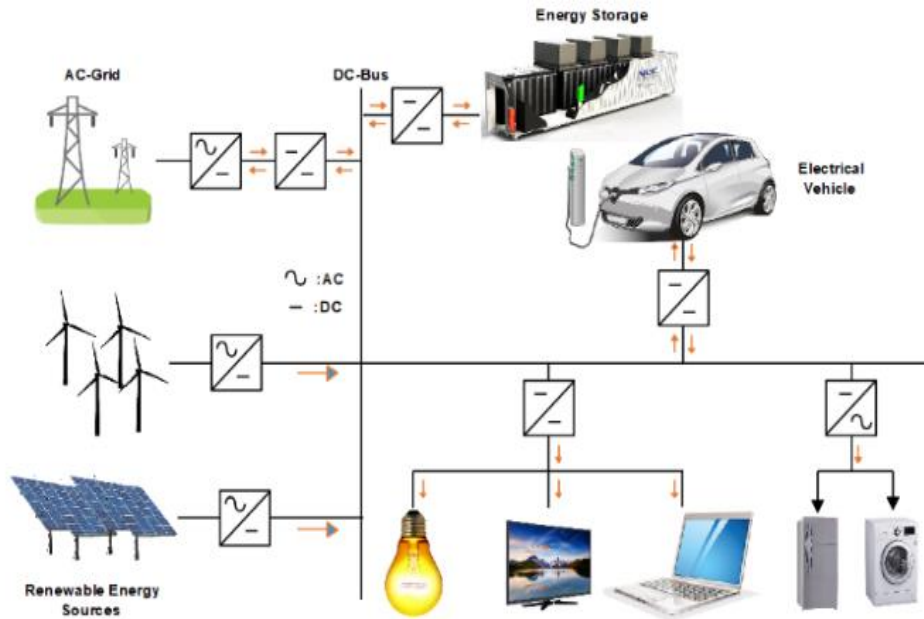 Energy Storage
AC-Grid
DC-Bus
Electrical
Vehicle
:AC
:DC
Renewable Energy
Sources